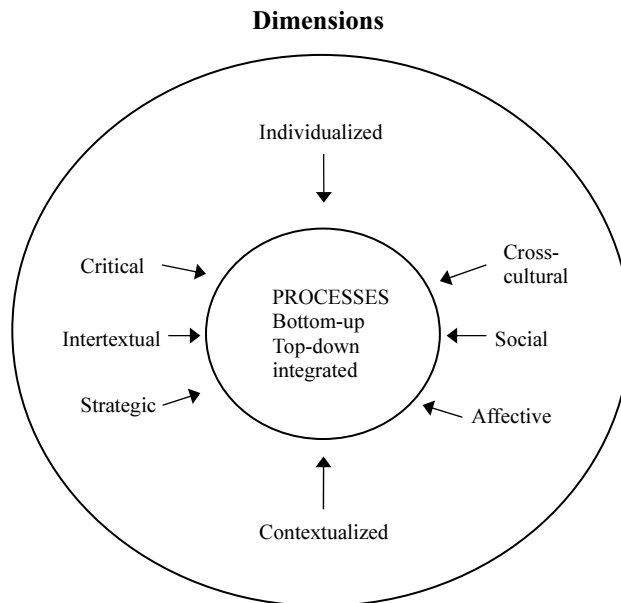 Dimensions
Individualized
Critical
Cross-
cultural
PROCESSES
Bottom-up
Top-down
integrated
Intertextual
Social
Strategic
Affective
Contextualized